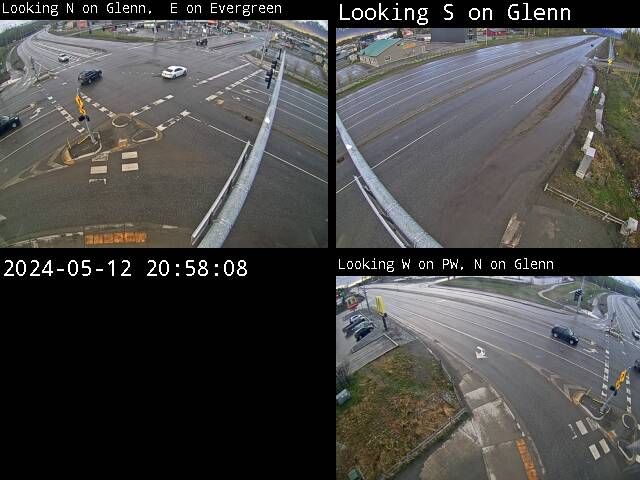 Looking N on Glenn,  E on Evergreen
Looking S on Glenn
2024-05-12 20:58:08
Looking W on PW, N on Glenn